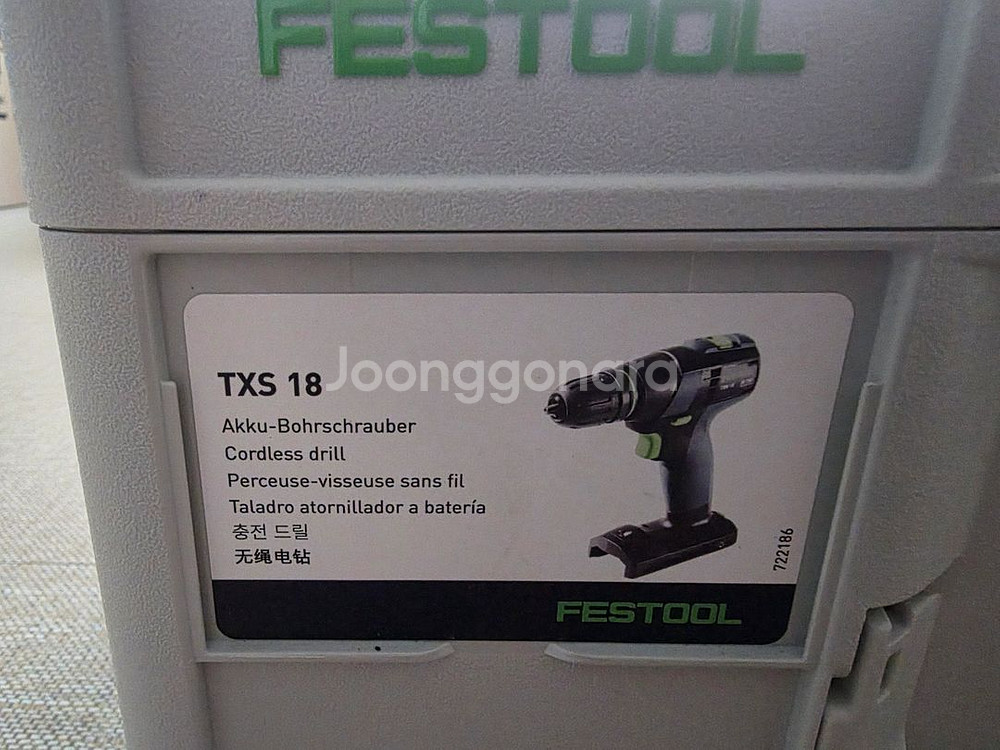 FESTOOL
Joonggonara
TXS 18
Akku-Bohrschrauber
Cordless drill
Perceuse-visseuse sans fil
Taladro atornillador a batería
충전 드릴
无绳电钻
722186
FESTOOL